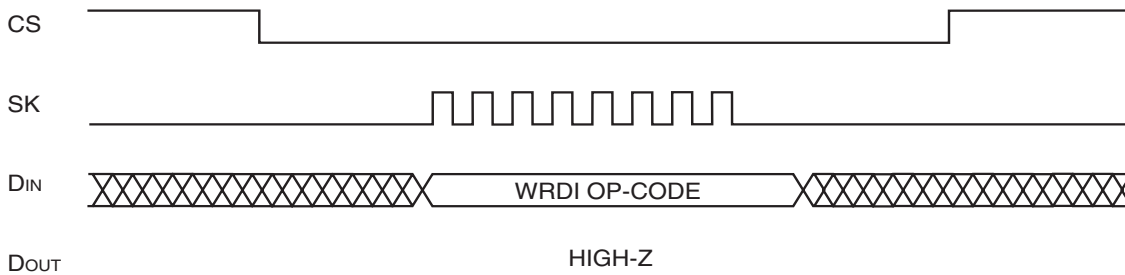 CS
SK
DIN
WRDI OP-CODE
DOUT
HIGH-Z